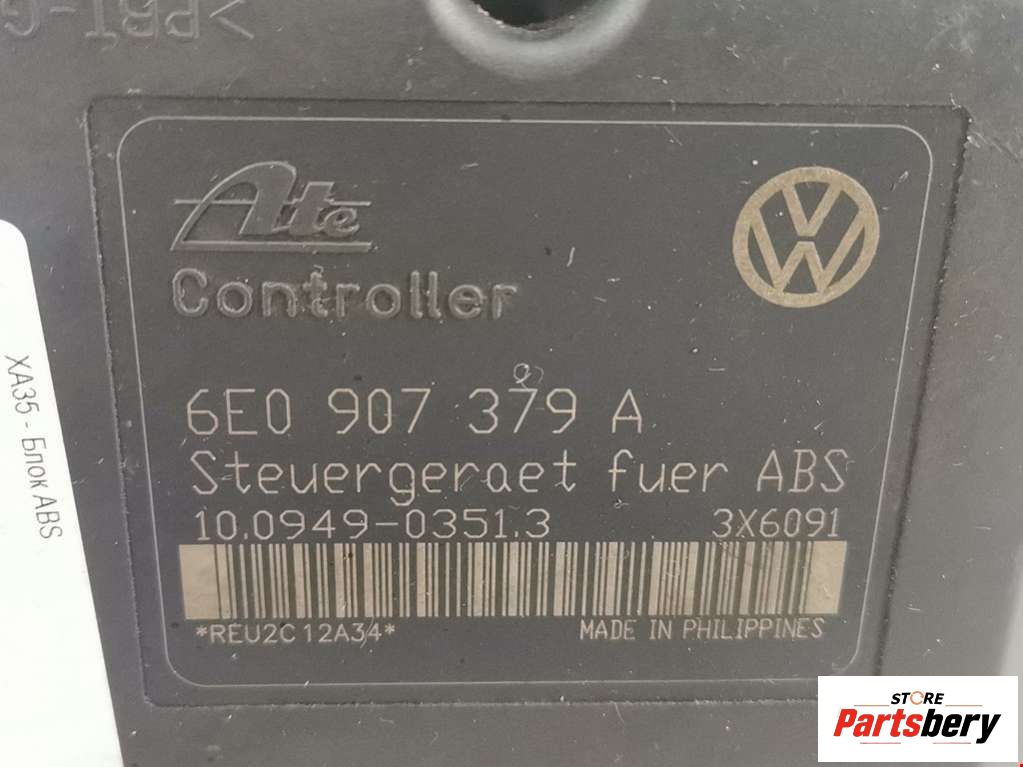 >PBT-G
Ate
Controller
6E0 907 379 A
Steuergeraet fuer ABS
10.0949-0351.3 3X6091
*REU2C12A34*
MADE IN PHILIPPINES
XA35 - Блок ABS
STORE
Partsbery